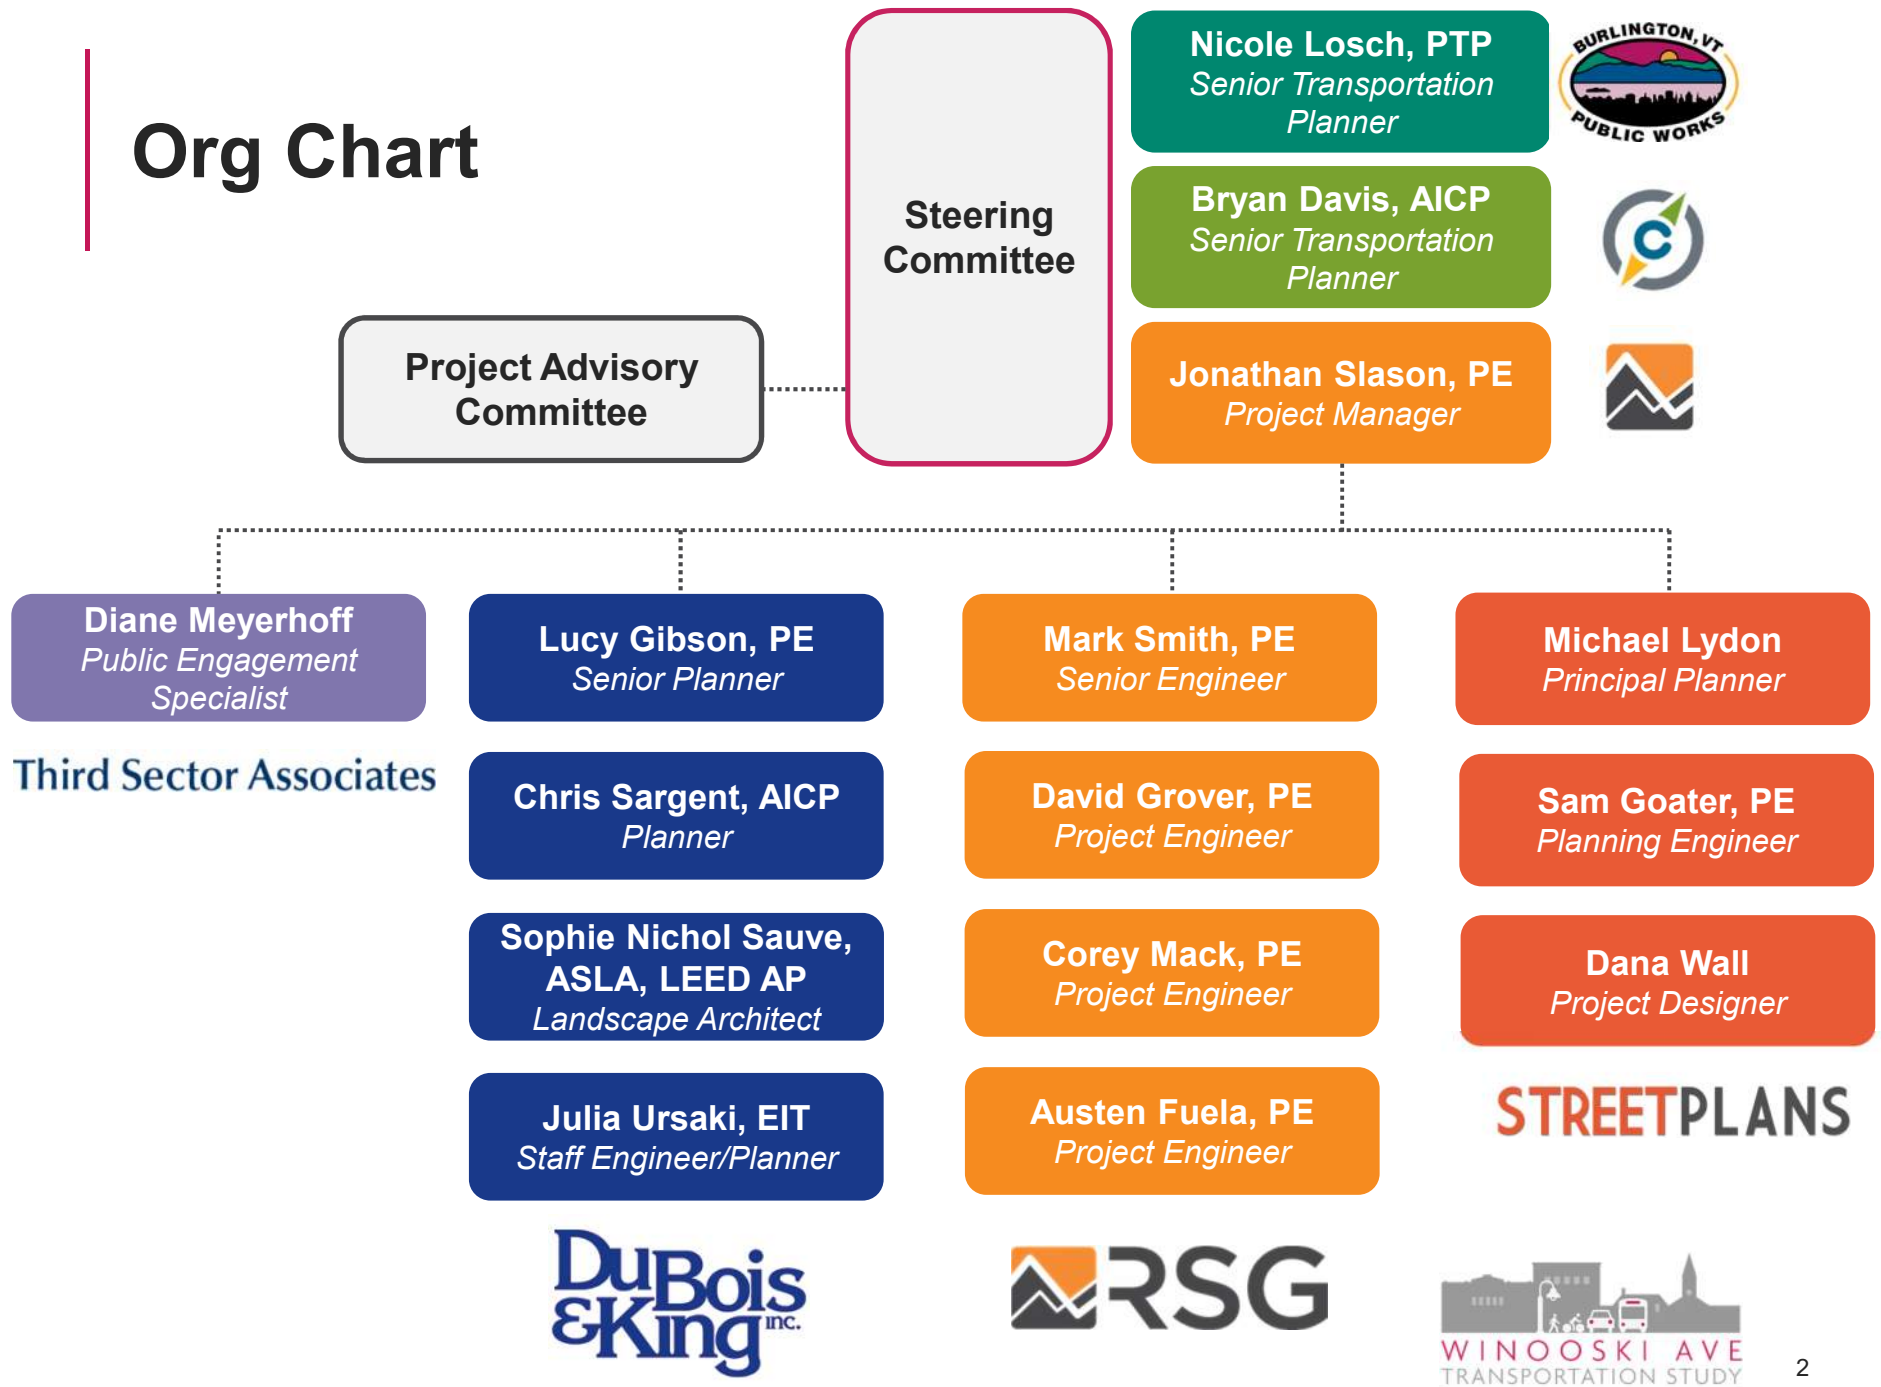 Org Chart
Steering
Committee
Project Advisory
Committee
Nicole Losch, PTP
Senior Transportation
Planner
BURLINGTON, VT
PUBLIC WORKS
Bryan Davis, AICP
Senior Transportation
Planner
C
Jonathan Slason, PE
Project Manager
Diane Meyerhoff
Public Engagement
Specialist
Third Sector Associates
Lucy Gibson, PE
Senior Planner
Chris Sargent, AICP
Planner
Sophie Nichol Sauve,
ASLA, LEED AP
Landscape Architect
Julia Ursaki, EIT
Staff Engineer/Planner
DuBois
&King INC.
Mark Smith, PE
Senior Engineer
David Grover, PE
Project Engineer
Corey Mack, PE
Project Engineer
Austen Fuela, PE
Project Engineer
RSG
Michael Lydon
Principal Planner
Sam Goater, PE
Planning Engineer
Dana Wall
Project Designer
STREETPLANS
WINOOSKI AVE
TRANSPORTATION STUDY
2